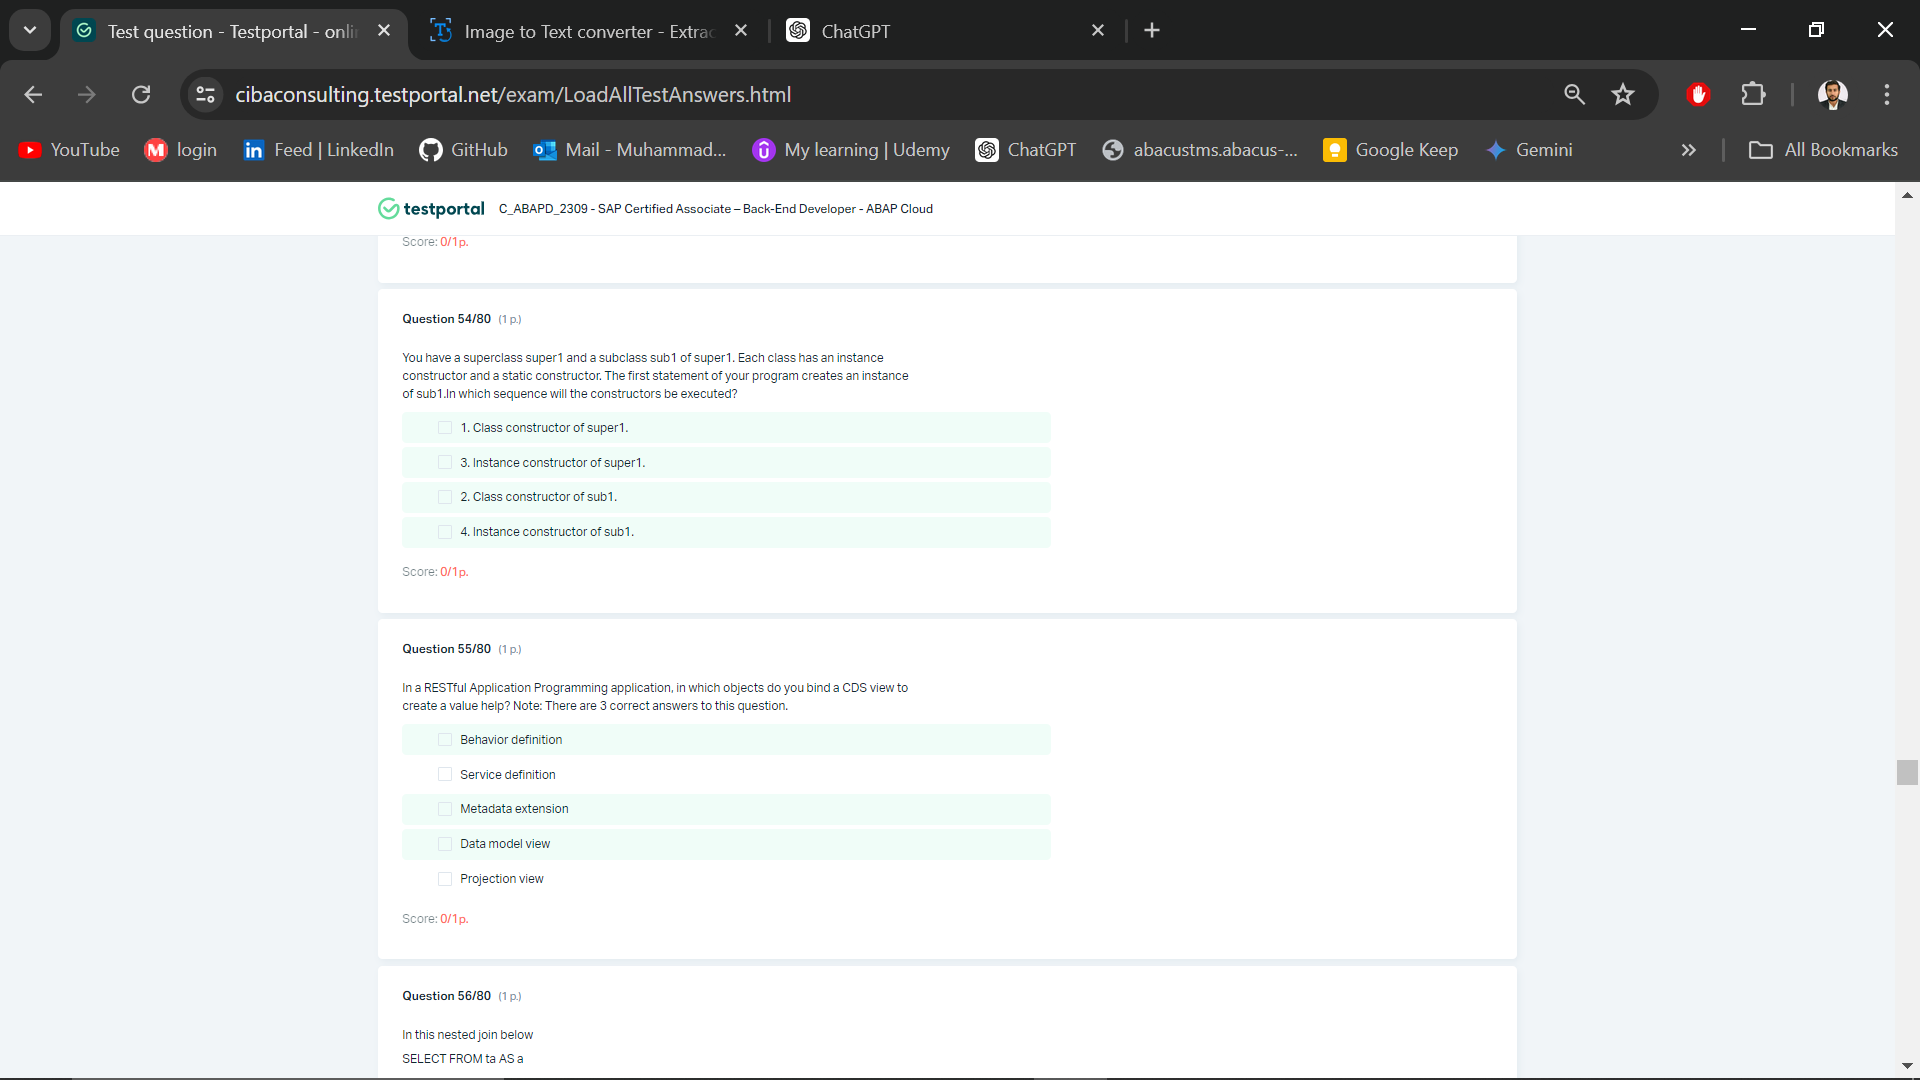 Test question - Testportal - onli
Image to Text converter - Extrac
ChatGPT
cibaconsulting.testportal.net/exam/LoadAllTestAnswers.html
YouTube
login
Feed | LinkedIn
GitHub
Mail - Muhammad...
My learning | Udemy
ChatGPT
abacustms.abacus-...
Google Keep
Gemini
All Bookmarks
testportal C_ABAPD_2309 - SAP Certified Associate – Back-End Developer - ABAP Cloud
Score: 0/1p.
Question 54/80 (1 p.)
You have a superclass super1 and a subclass sub1 of super1. Each class has an instance
constructor and a static constructor. The first statement of your program creates an instance
of sub1.In which sequence will the constructors be executed?
1. Class constructor of super1.
3. Instance constructor of super1.
2. Class constructor of sub1.
4. Instance constructor of sub1.
Score: 0/1p.
Question 55/80 (1 p.)
In a RESTful Application Programming application, in which objects do you bind a CDS view to
create a value help? Note: There are 3 correct answers to this question.
Behavior definition
Service definition
Metadata extension
Data model view
Projection view
Score: 0/1p.
Question 56/80 (1 p.)
In this nested join below
SELECT FROM ta AS a